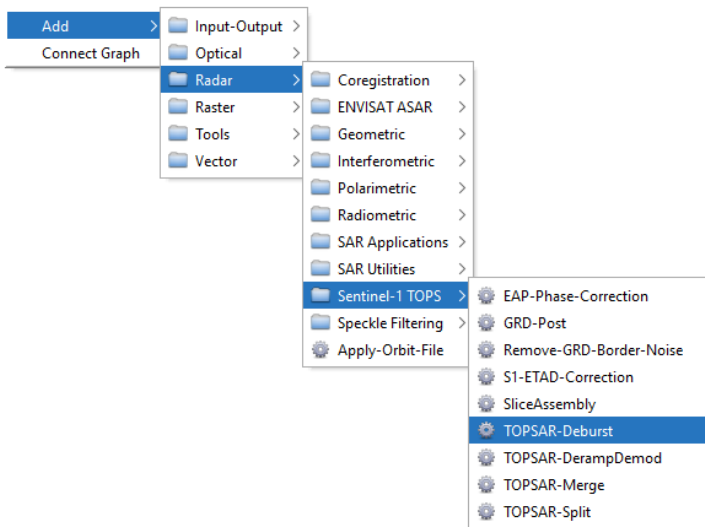 Add
Connect Graph
Input-Output
Optical
Radar
Raster
Tools
Vector
Coregistration
ENVISAT ASAR
Geometric
Interferometric
Polarimetric
Radiometric
SAR Applications
SAR Utilities
Sentinel-1 TOPS
Speckle Filtering
Apply-Orbit-File
EAP-Phase-Correction
GRD-Post
Remove-GRD-Border-Noise
S1-ETAD-Correction
SliceAssembly
TOPSAR-Deburst
TOPSAR-DerampDemod
TOPSAR-Merge
TOPSAR-Split